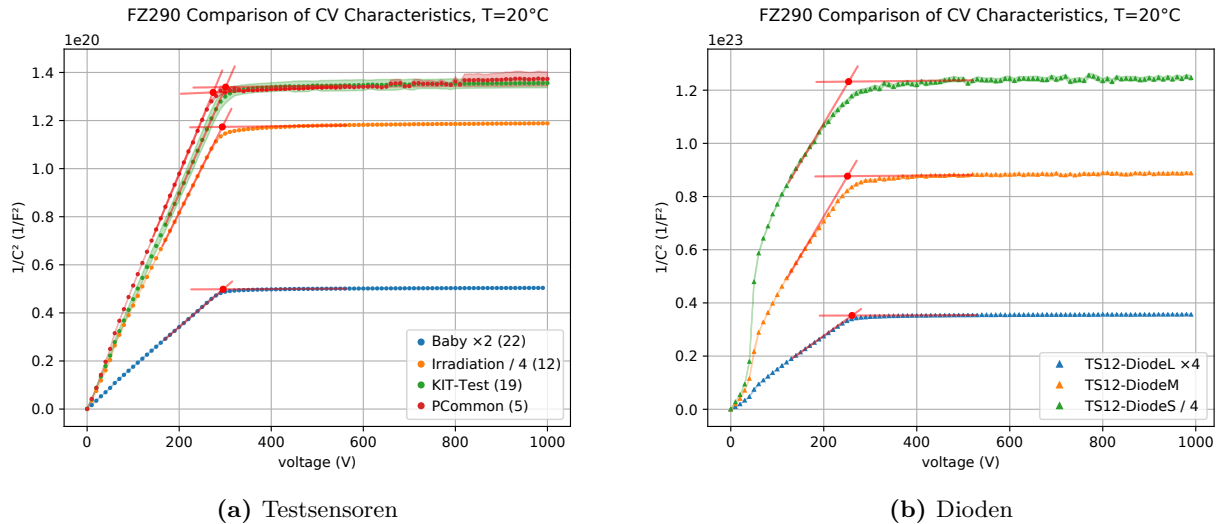 FZ290 Comparison of CV Characteristics, T=20°C
1e20
1.4
1.2
1.0
0.8
0.6
0.4
0.2
0.0
1/C² (1/F²)
0
200
400
600
800
1000
voltage (V)
Baby ×2 (22)
Irradiation / 4 (12)
KIT-Test (19)
PCommon (5)
(a) Testsensoren
FZ290 Comparison of CV Characteristics, T=20°C
1e23
1.2
1.0
0.8
0.6
0.4
0.2
0.0
1/C² (1/F²)
0
200
400
600
800
1000
voltage (V)
TS12-DiodeL ×4
TS12-DiodeM
TS12-DiodeS / 4
(b) Dioden